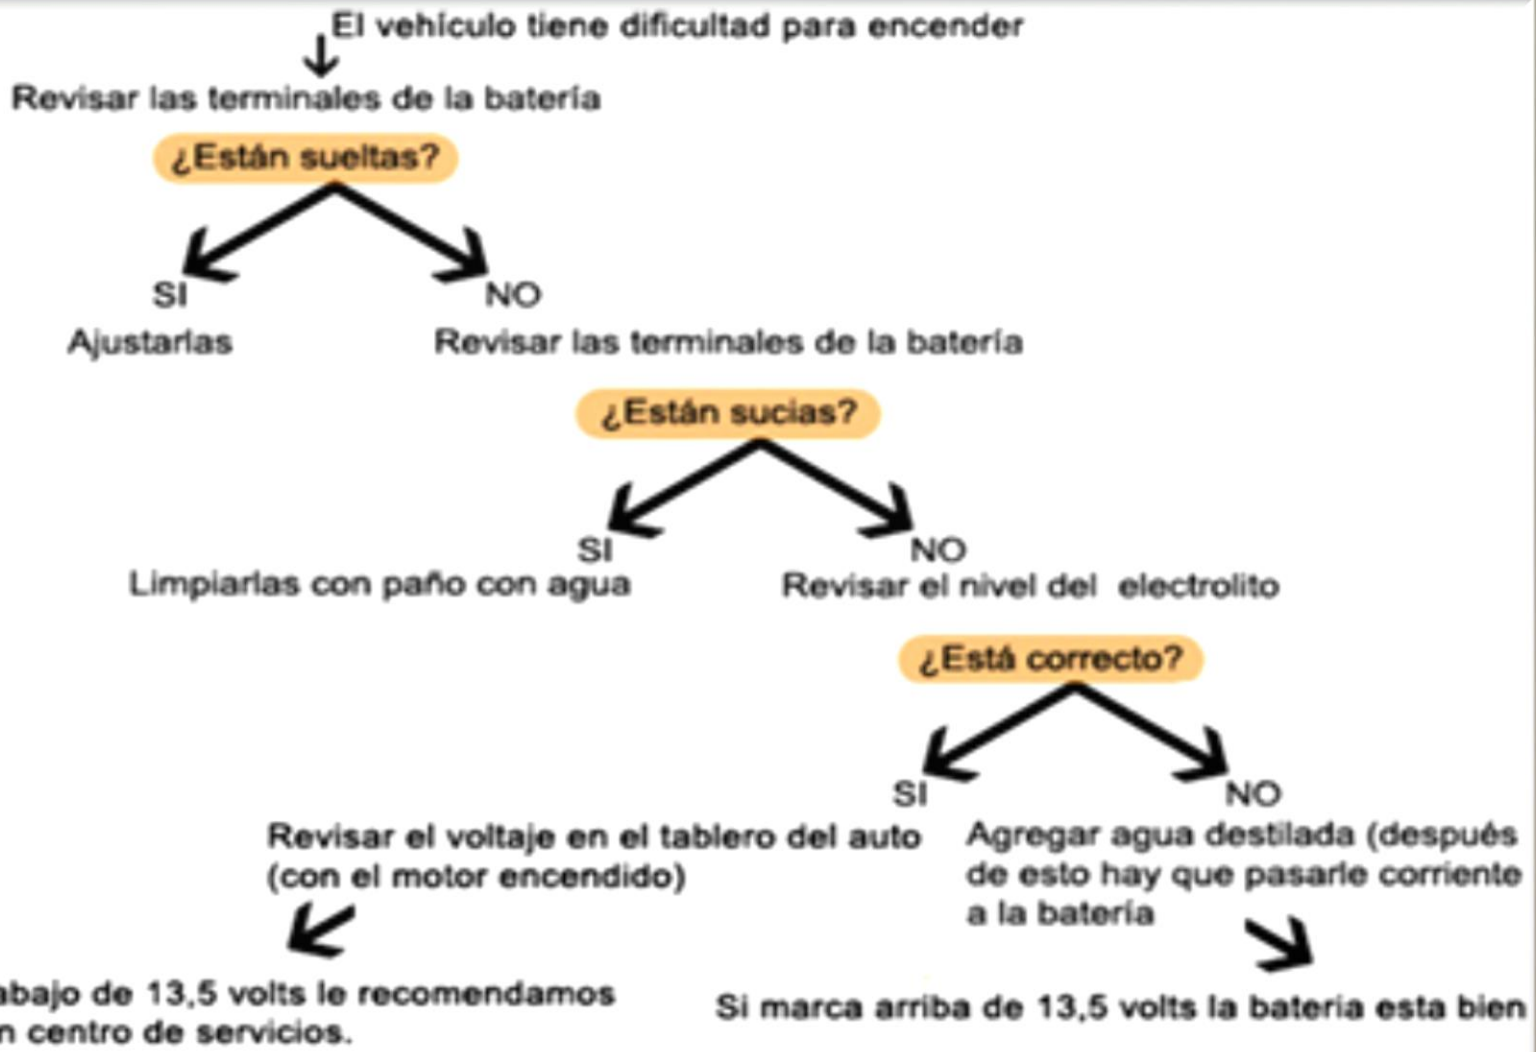 El vehículo tiene dificultad para encender
Revisar las terminales de la batería
¿Están sueltas?
SI
NO
Ajustarlas
Revisar las terminales de la batería
¿Están sucias?
SI
NO
Limpiarlas con paño con agua
Revisar el nivel del electrolito
¿Está correcto?
SI
NO
Revisar el voltaje en el tablero del auto
(con el motor encendido)
Agregar agua destilada (después
de esto hay que pasarle corriente
a la batería
abajo de 13,5 volts le recomendamos
centro de servicios.
Si marca arriba de 13,5 volts la bateria esta bien